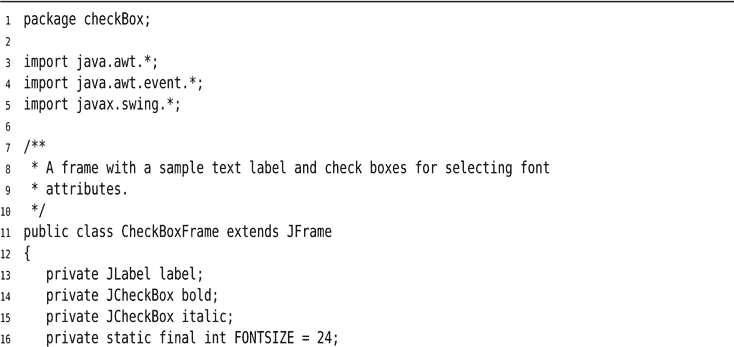 1 package checkBox;
2
3 import java.awt.*;
4 import java.awt.event.*;
5 import javax.swing.*;
6
7 /**
8  * A frame with a sample text label and check boxes for selecting font
9  * attributes.
10  */
11 public class CheckBoxFrame extends JFrame
12 {
13    private JLabel label;
14    private JCheckBox bold;
15    private JCheckBox italic;
16    private static final int FONTSIZE = 24;